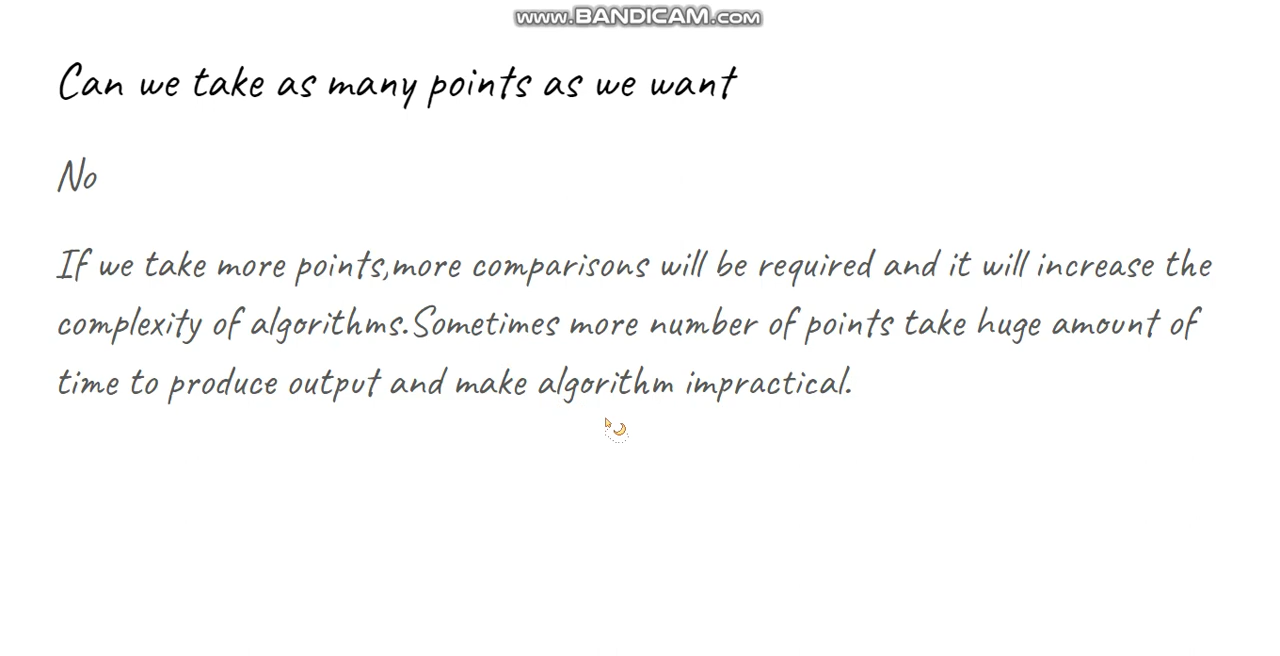 www.BANDICAM.com
Can we take as many points as we want
No
If we take more points,more comparisons will be required and it will increase the
complexity of algorithms.Sometimes more number of points take huge amount of
time to produce output and make algorithm impractical.